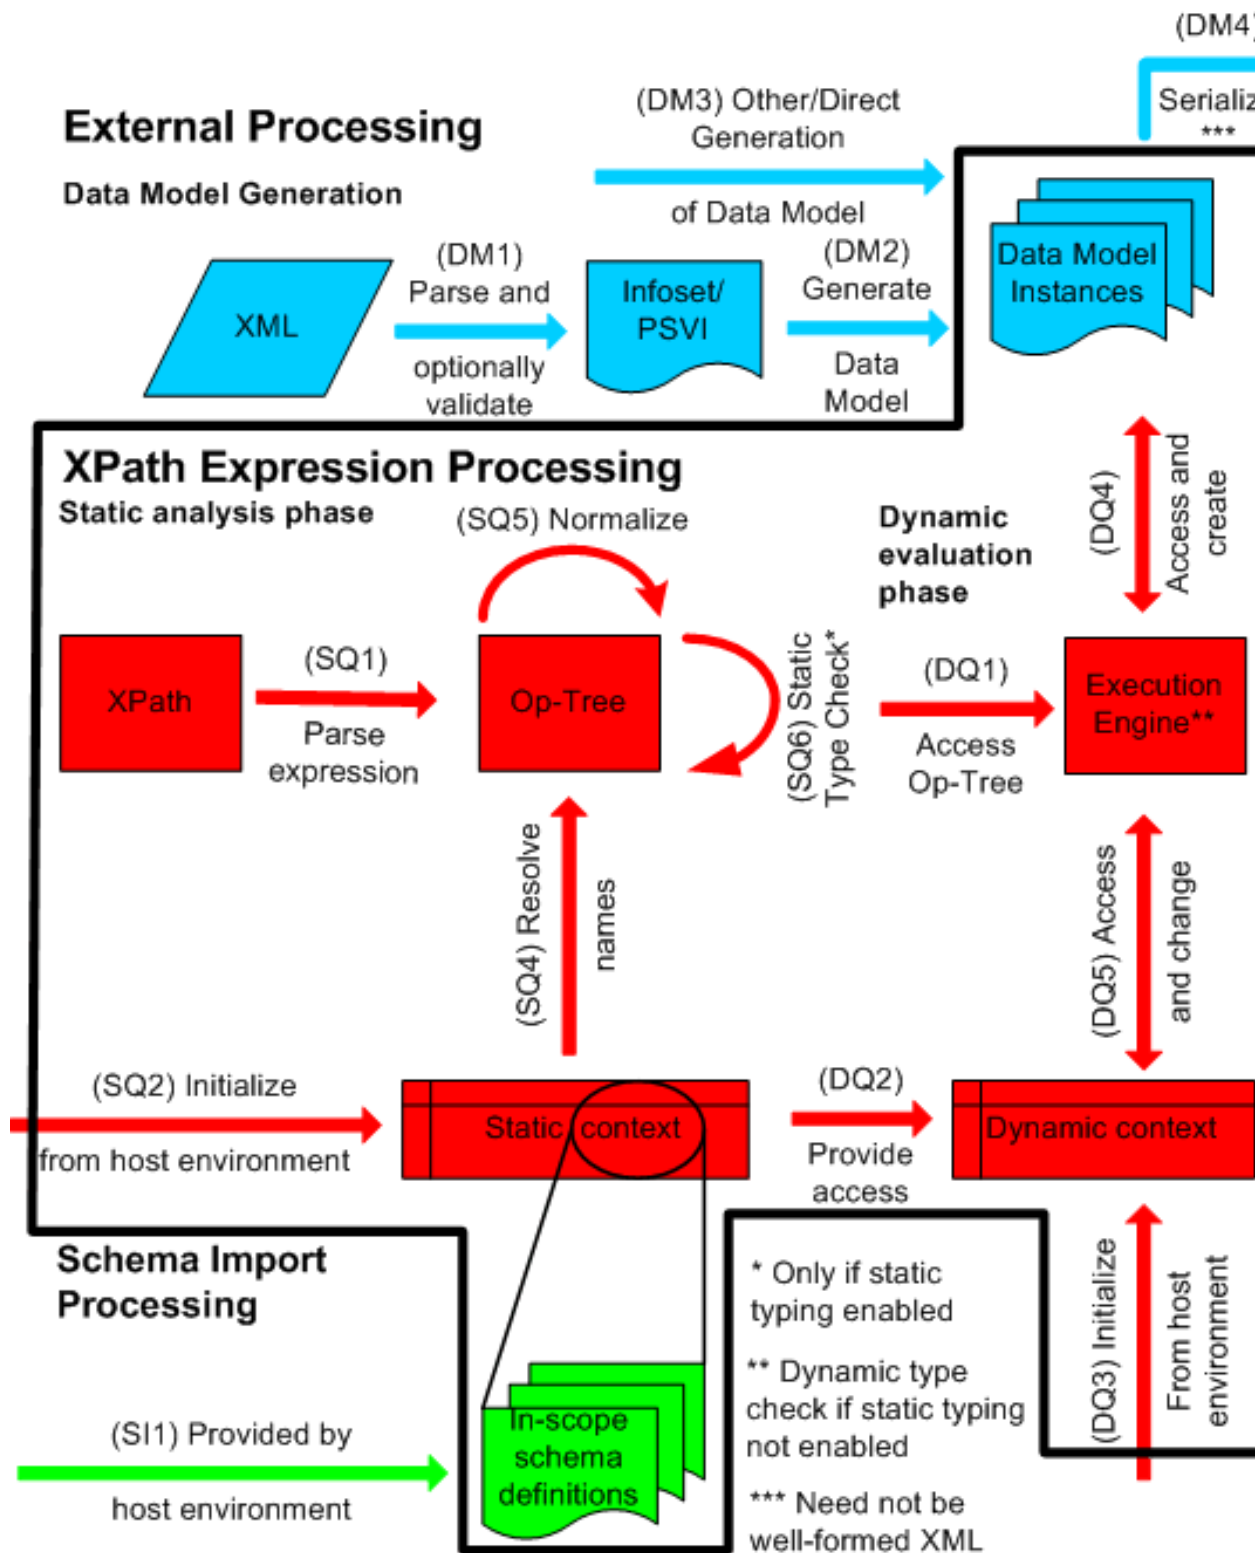 (DM4)
Serializ
***
(DM3) Other/Direct
Generation
of Data Model
External Processing
Data Model Generation
XML
(DM1)
Parse and
optionally
validate
Infoset/
PSVI
(DM2)
Generate
Data
Model
Data Model
Instances
XPath Expression Processing
Static analysis phase
(SQ5) Normalize
Dynamic
evaluation
phase
(DQ4)
Access and
create
XPath
(SQ1)
Parse
expression
Op-Tree
(SQ6) Static
Type Check*
(DQ1)
Access
Op-Tree
Execution
Engine**
(SQ4) Resolve
names
(DQ5) Access
and change
(SQ2) Initialize
from host environment
Static context
(DQ2)
Provide
access
Dynamic context
Schema Import
Processing
(SI1) Provided by
host environment
In-scope
schema
definitions
* Only if static
typing enabled
** Dynamic type
check if static typing
not enabled
*** Need not be
well-formed XML
(DQ3) Initialize
From host
environment